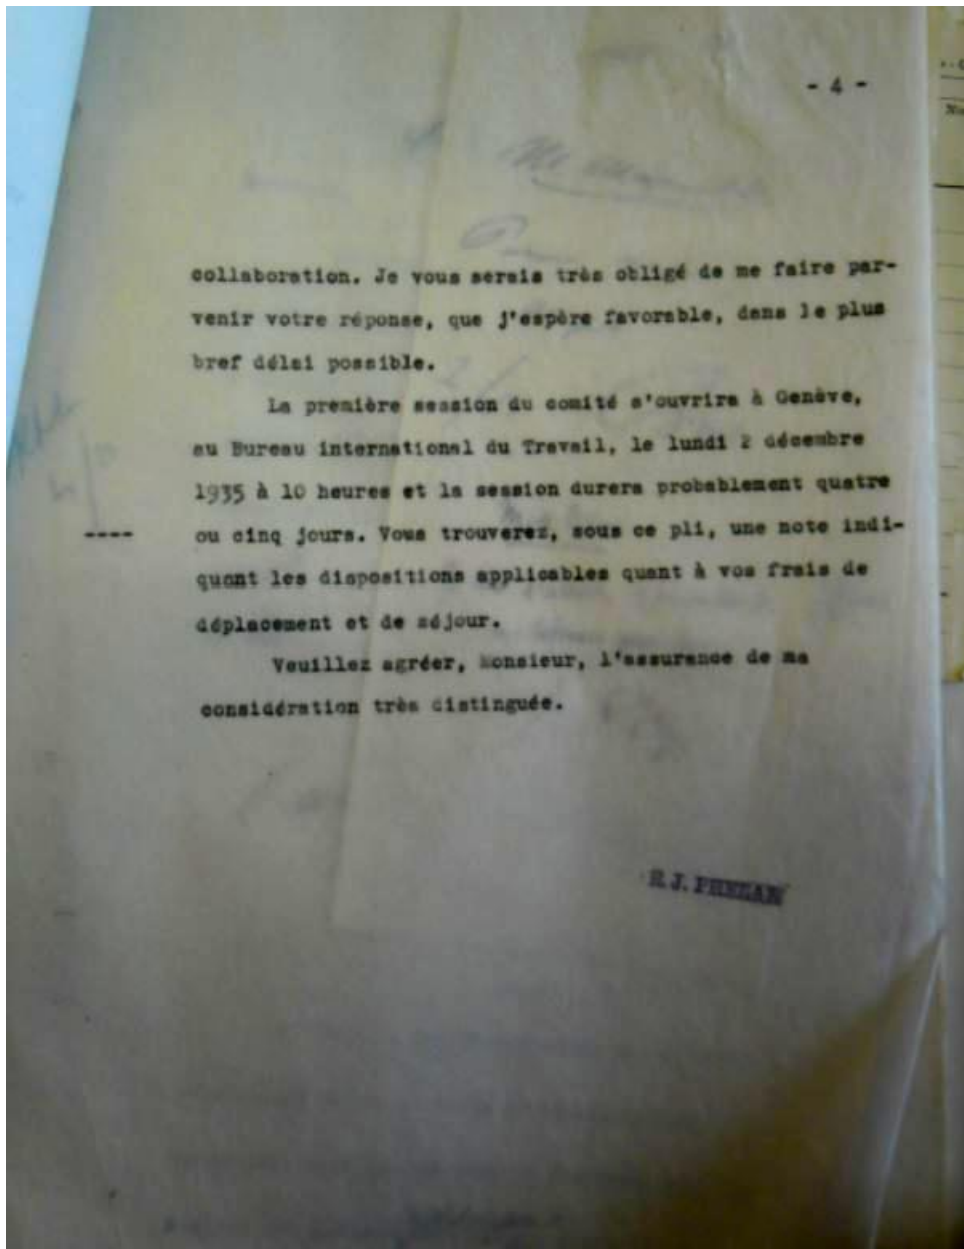 - 4 -
collaboration. Je vous serais très obligé de me faire par-
venir votre réponse, que j'espère favorable, dans le plus
bref délai possible.
La première session du comité s'ouvrira à Genève,
au Bureau international du Travail, le lundi 2 décembre
1935 à 10 heures et la session durera probablement quatre
---- ou cinq jours. Vous trouverez, sous ce pli, une note indi-
quant les dispositions applicables quant à vos frais de
déplacement et de séjour.
Veuillez agréer, Monsieur, l'assurance de ma
considération très distinguée.
E. J. PHELAN